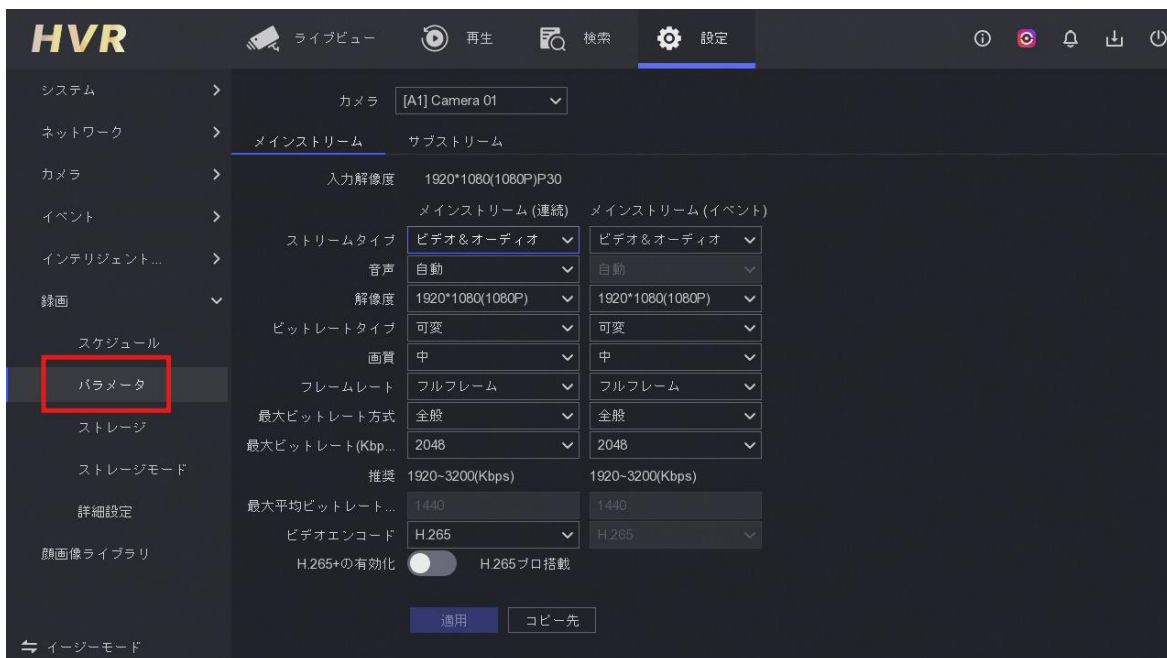 HVR ライブビュー 再生 検索 設定
システム
ネットワーク
カメラ
イベント
インテリジェント...
録画
スケジュール
パラメータ
ストレージ
ストレージモード
詳細設定
顔画像ライブラリ
イージーモード
カメラ [A1] Camera 01
メインストリーム サブストリーム
入力解像度 1920*1080(1080P)P30
メインストリーム(連続) メインストリーム(イベント)
ストリームタイプ ビデオ&オーディオ ビデオ&オーディオ
音声 自動 自動
解像度 1920*1080(1080P) 1920*1080(1080P)
ビットレートタイプ 可変 可変
画質 中 中
フレームレート フルフレーム フルフレーム
最大ビットレート方式 全般 全般
最大ビットレート(Kbp... 2048 2048
推奨 1920~3200(Kbps) 1920~3200(Kbps)
最大平均ビットレート... 1440 1440
ビデオエンコード H.265 H.265
H.265+の有効化 H.265プロ搭載
適用 コピー先